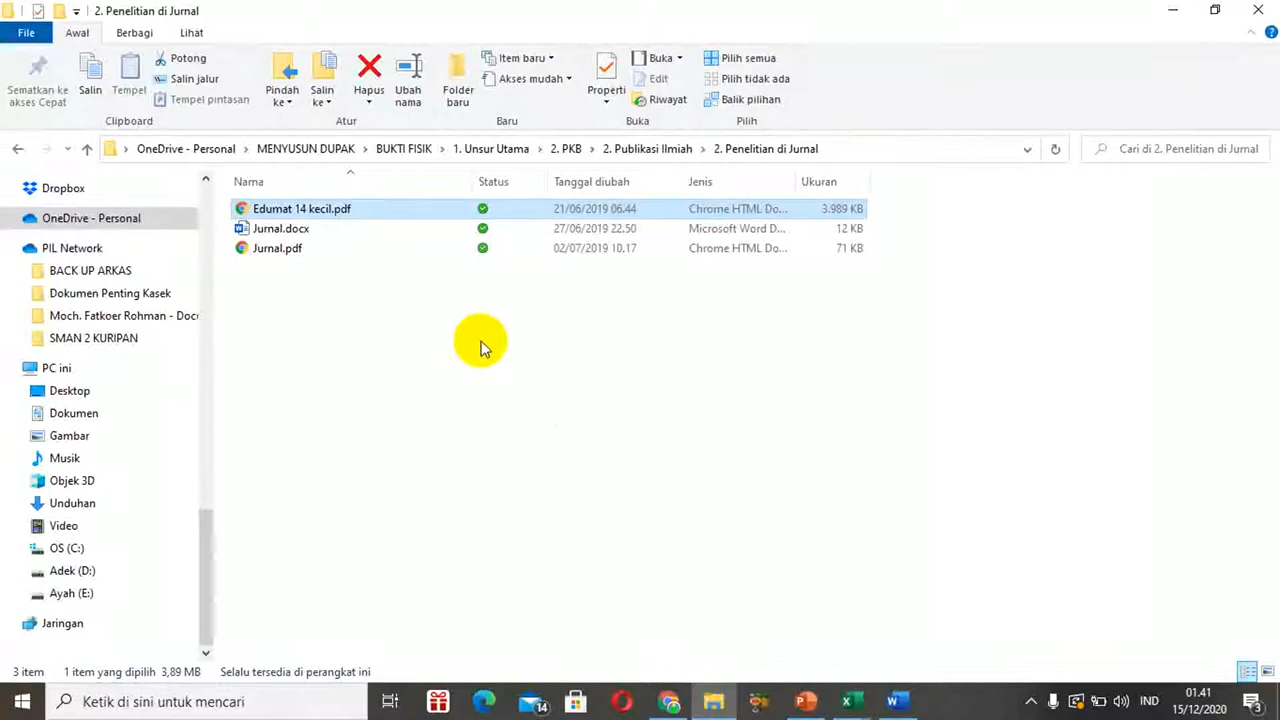 2. Penelitian di Jurnal
File Awal Berbagi Lihat
Sematkan ke akses Cepat
Salin
Tempel
Potong
Salin jalur
Tempel pintasan
Clipboard
Pindah ke
Salin ke
Hapus
Ubah nama
Atur
Folder baru
Item baru
Akses mudah
Baru
Properti
Buka
Edit
Riwayat
Buka
Pilih semua
Pilih tidak ada
Balik pilihan
Pilih
OneDrive - Personal > MENYUSUN DUPAK > BUKTI FISIK > 1. Unsur Utama > 2. PKB > 2. Publikasi Ilmiah > 2. Penelitian di Jurnal
Cari di 2. Penelitian di Jurnal
Nama Status Tanggal diubah Jenis Ukuran
Edumat 14 kecil.pdf 21/06/2019 06.44 Chrome HTML Do... 3.989 KB
Jurnal.docx 27/06/2019 22.50 Microsoft Word D... 12 KB
Jurnal.pdf 02/07/2019 10.17 Chrome HTML Do... 71 KB
Dropbox
OneDrive - Personal
PIL Network
BACK UP ARKAS
Dokumen Penting Kasek
Moch. Fatkoer Rohman - Docu
SMAN 2 KURIPAN
PC ini
Desktop
Dokumen
Gambar
Musik
Objek 3D
Unduhan
Video
OS (C:)
Adek (D:)
Ayah (E:)
Jaringan
3 item 1 item yang dipilih 3,89 MB Selalu tersedia di perangkat ini
Ketik di sini untuk mencari
14
IND
01.41
15/12/2020
3